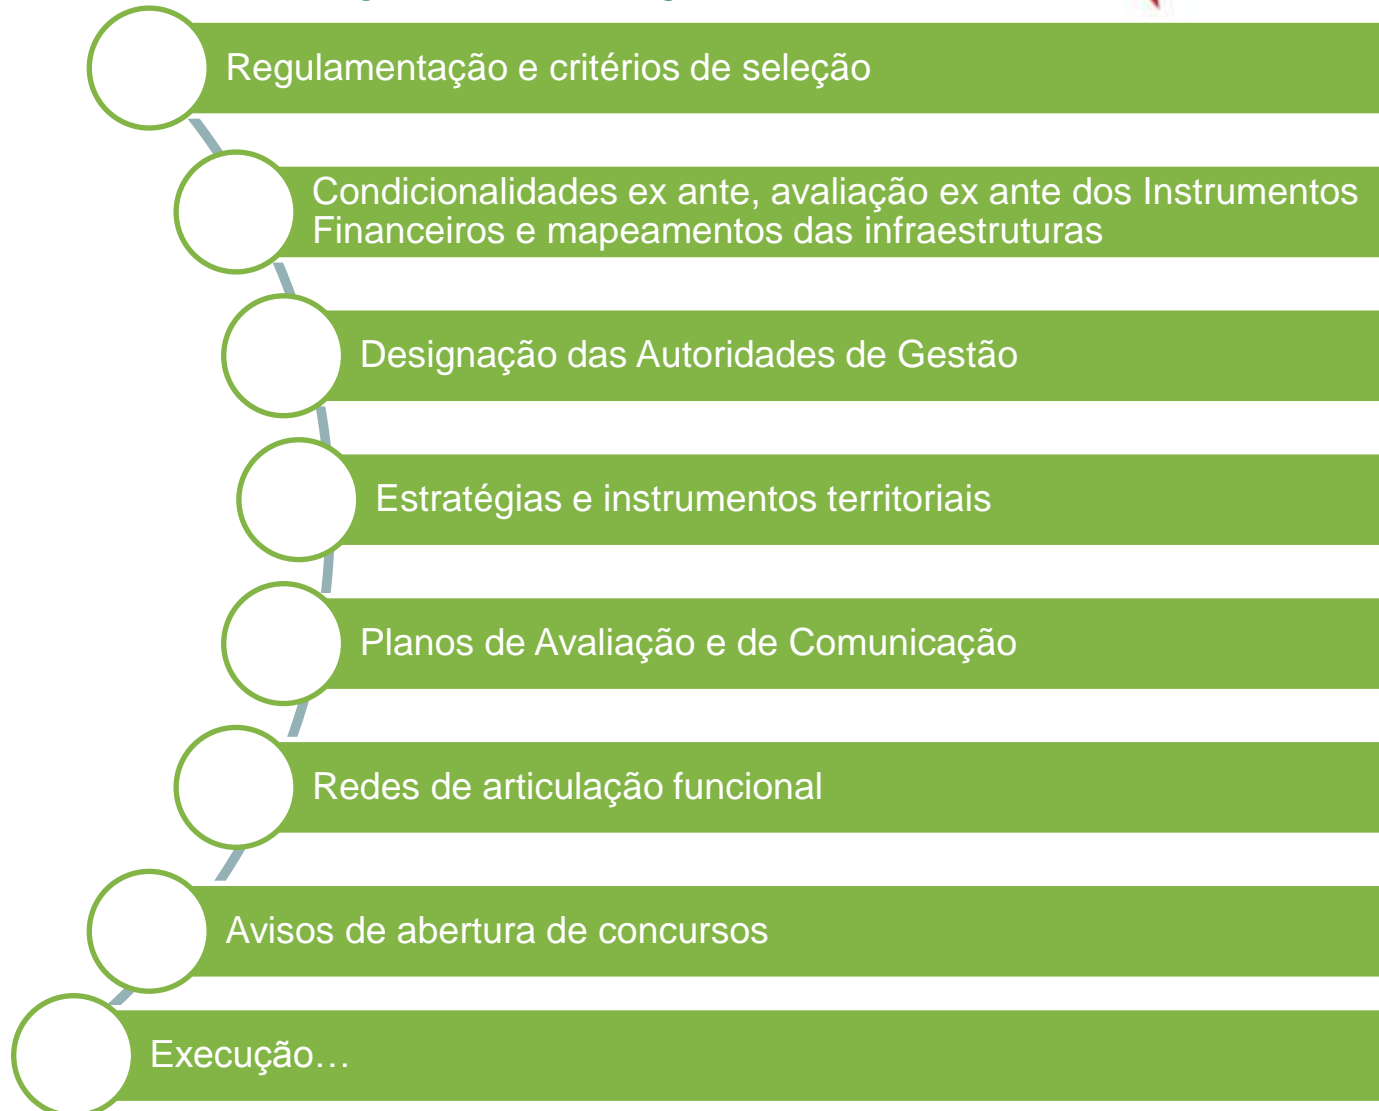 Regulamentação e critérios de seleção
Condicionalidades ex ante, avaliação ex ante dos Instrumentos
Financeiros e mapeamentos das infraestruturas
Designação das Autoridades de Gestão
Estratégias e instrumentos territoriais
Planos de Avaliação e de Comunicação
Redes de articulação funcional
Avisos de abertura de concursos
Execução…